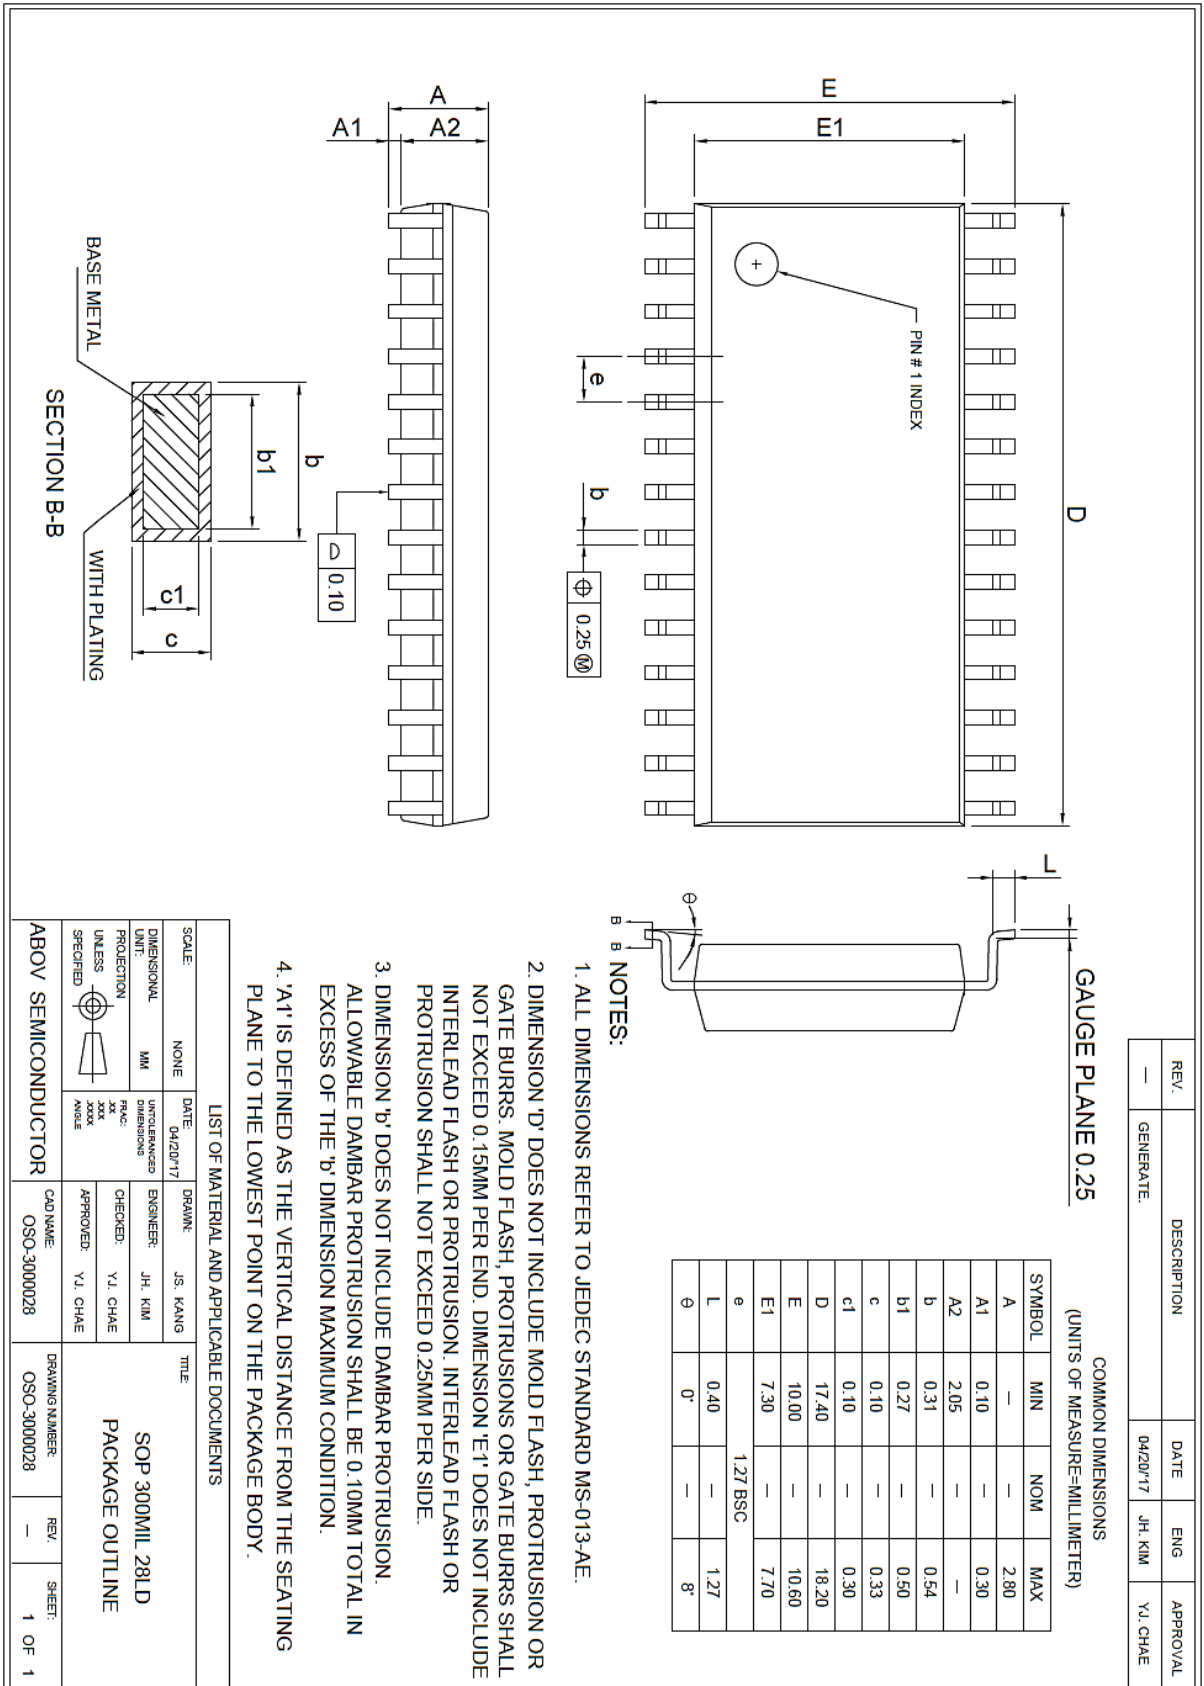 REV. DESCRIPTION DATE ENG APPROVAL
— GENERATE. 04/20/'17 JH. KIM YJ. CHAE
D
E
E1
PIN # 1 INDEX
e
b
0.25 Ⓜ
GAUGE PLANE 0.25
L
θ
B B
A
A1
A2
0.10
BASE METAL
WITH PLATING
b
b1
c1
c
SECTION B-B
COMMON DIMENSIONS
(UNITS OF MEASURE=MILLIMETER)
SYMBOL MIN NOM MAX
A — — 2.80
A1 0.10 — 0.30
A2 2.05 — —
b 0.31 — 0.54
b1 0.27 — 0.50
c 0.10 — 0.33
c1 0.10 — 0.30
D 17.40 — 18.20
E 10.00 — 10.60
E1 7.30 — 7.70
e 1.27 BSC
L 0.40 — 1.27
θ 0° — 8°
NOTES:
1. ALL DIMENSIONS REFER TO JEDEC STANDARD MS-013-AE.
2. DIMENSION 'D' DOES NOT INCLUDE MOLD FLASH, PROTRUSION OR
GATE BURRS. MOLD FLASH, PROTRUSIONS OR GATE BURRS SHALL
NOT EXCEED 0.15MM PER END. DIMENSION 'E1' DOES NOT INCLUDE
INTERLEAD FLASH OR PROTRUSION. INTERLEAD FLASH OR
PROTRUSION SHALL NOT EXCEED 0.25MM PER SIDE.
3. DIMENSION 'b' DOES NOT INCLUDE DAMBAR PROTRUSION.
ALLOWABLE DAMBAR PROTRUSION SHALL BE 0.10MM TOTAL IN
EXCESS OF THE 'b' DIMENSION MAXIMUM CONDITION.
4. 'A1' IS DEFINED AS THE VERTICAL DISTANCE FROM THE SEATING
PLANE TO THE LOWEST POINT ON THE PACKAGE BODY.
LIST OF MATERIAL AND APPLICABLE DOCUMENTS
SCALE: NONE
DATE: 04/20/'17
DRAWN: JS. KANG
TITLE:
SOP 300MIL 28LD
PACKAGE OUTLINE
DIMENSIONAL
UNIT: MM
UNTOLERANCED
DIMENSIONS
FRAC:
.XX
.XXX
.XXXX
ANGLE
ENGINEER: JH. KIM
PROJECTION
UNLESS
SPECIFIED
CHECKED: YJ. CHAE
APPROVED: YJ. CHAE
ABOV SEMICONDUCTOR
CAD NAME:
OSO-3000028
DRAWING NUMBER:
OSO-3000028
REV.
—
SHEET:
1 OF 1